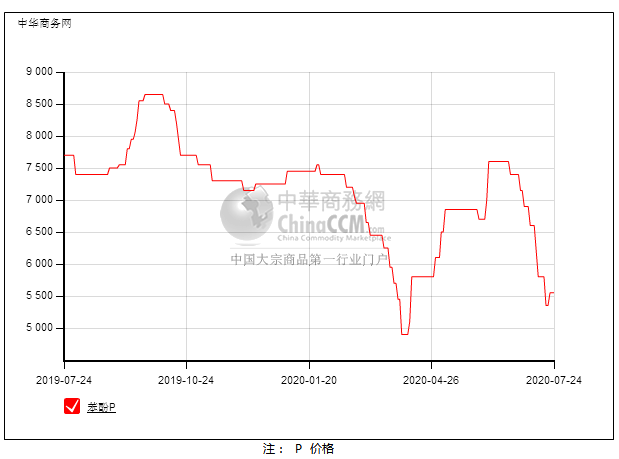 中华商务网
9 000
8 500
8 000
7 500
7 000
6 500
6 000
5 500
5 000
中華商務網
ChinaCCM.com
China Commodity Marketplace
中国大宗商品第一行业门户
2019-07-24
2019-10-24
2020-01-20
2020-04-26
2020-07-24
苯酚P
注： P 价格